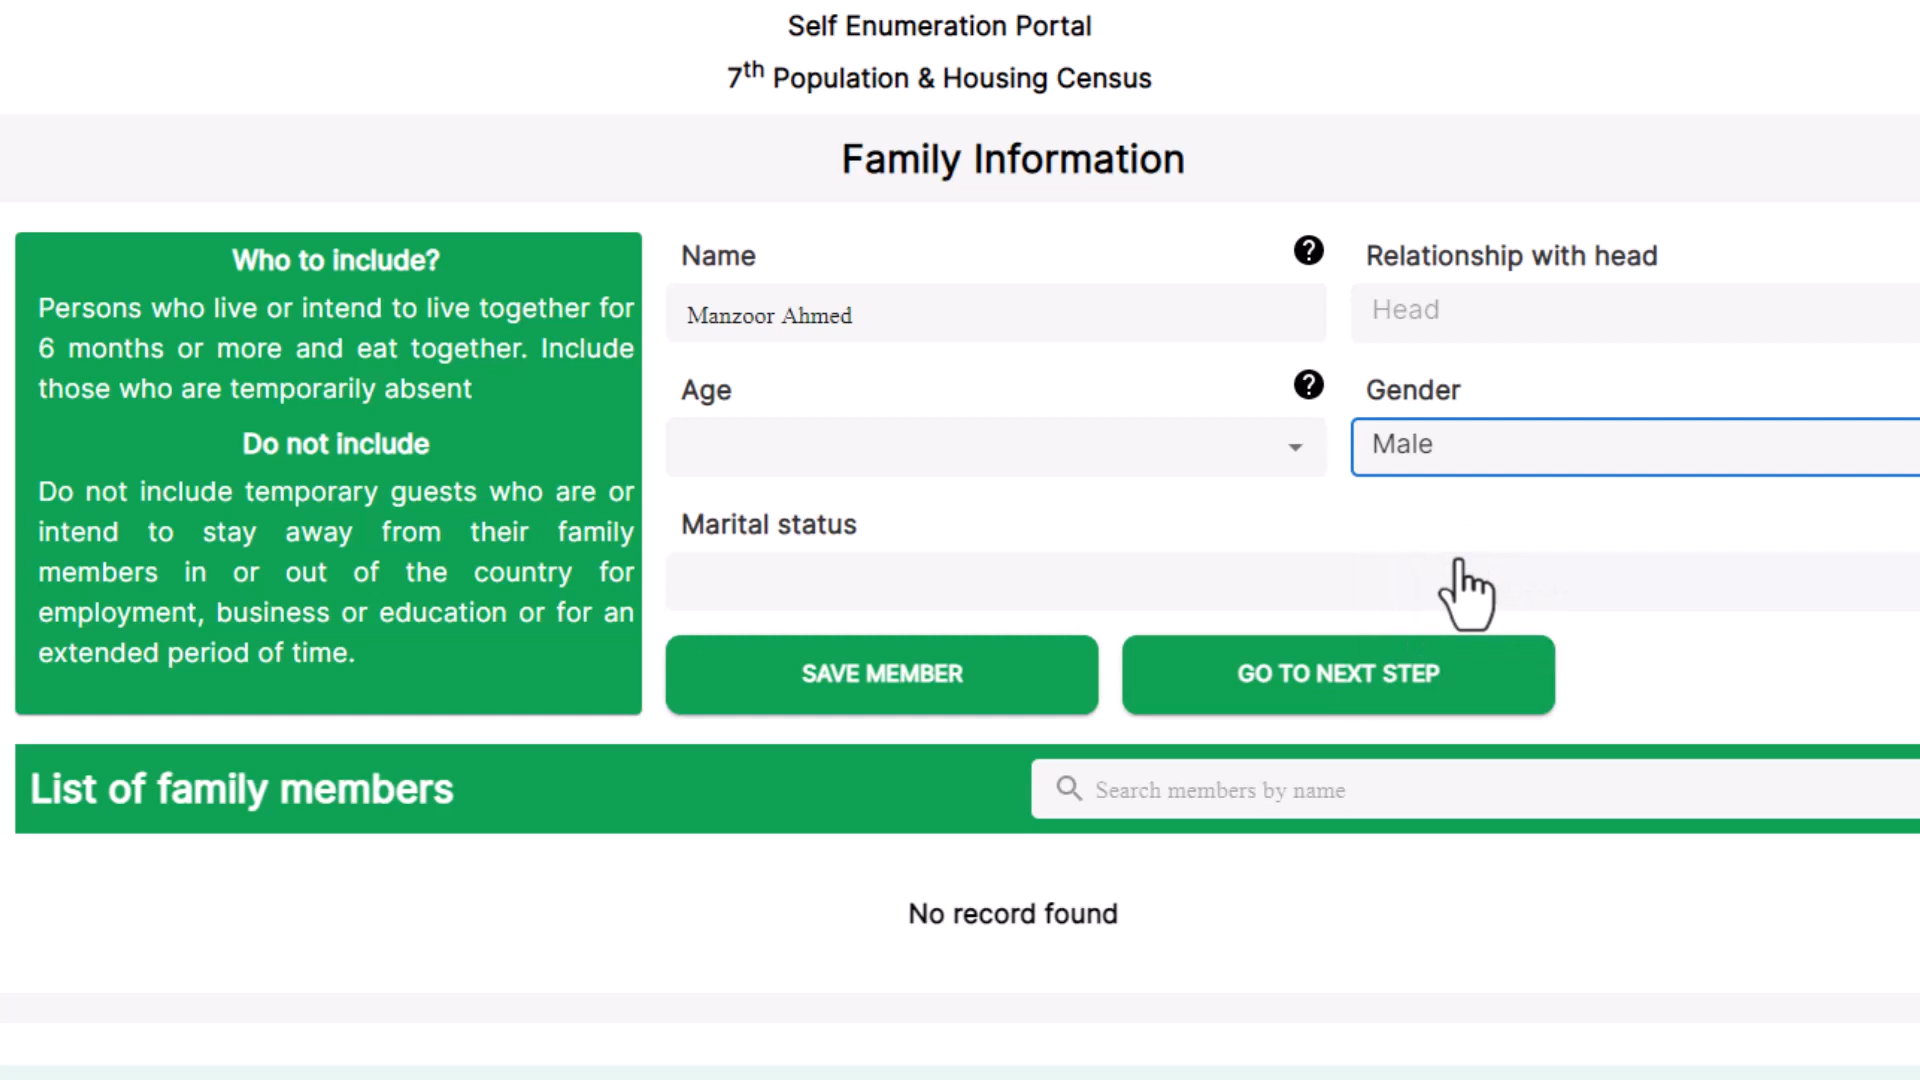 Self Enumeration Portal
7th Population & Housing Census
Family Information
Who to include?
Persons who live or intend to live together for
6 months or more and eat together. Include
those who are temporarily absent
Do not include
Do not include temporary guests who are or
intend to stay away from their family
members in or out of the country for
employment, business or education or for an
extended period of time.
Name
?
Relationship with head
Manzoor Ahmed
Head
Age
?
Gender
Male
Marital status
SAVE MEMBER
GO TO NEXT STEP
List of family members
Search members by name
No record found